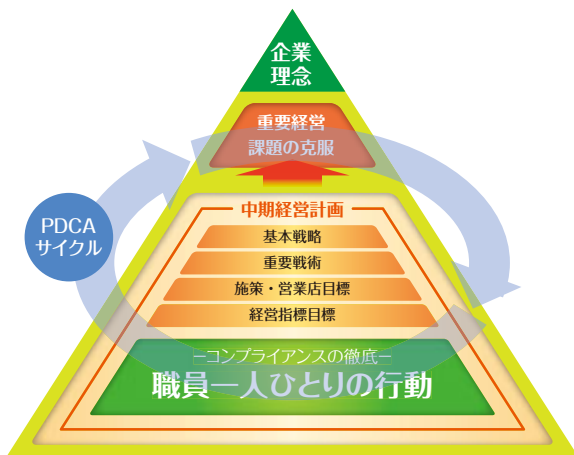 企業
理念
重要経営
課題の克服
PDCA
サイクル
中期経営計画
基本戦略
重要戦術
施策・営業店目標
経営指標目標
−コンプライアンスの徹底−
職員一人ひとりの行動